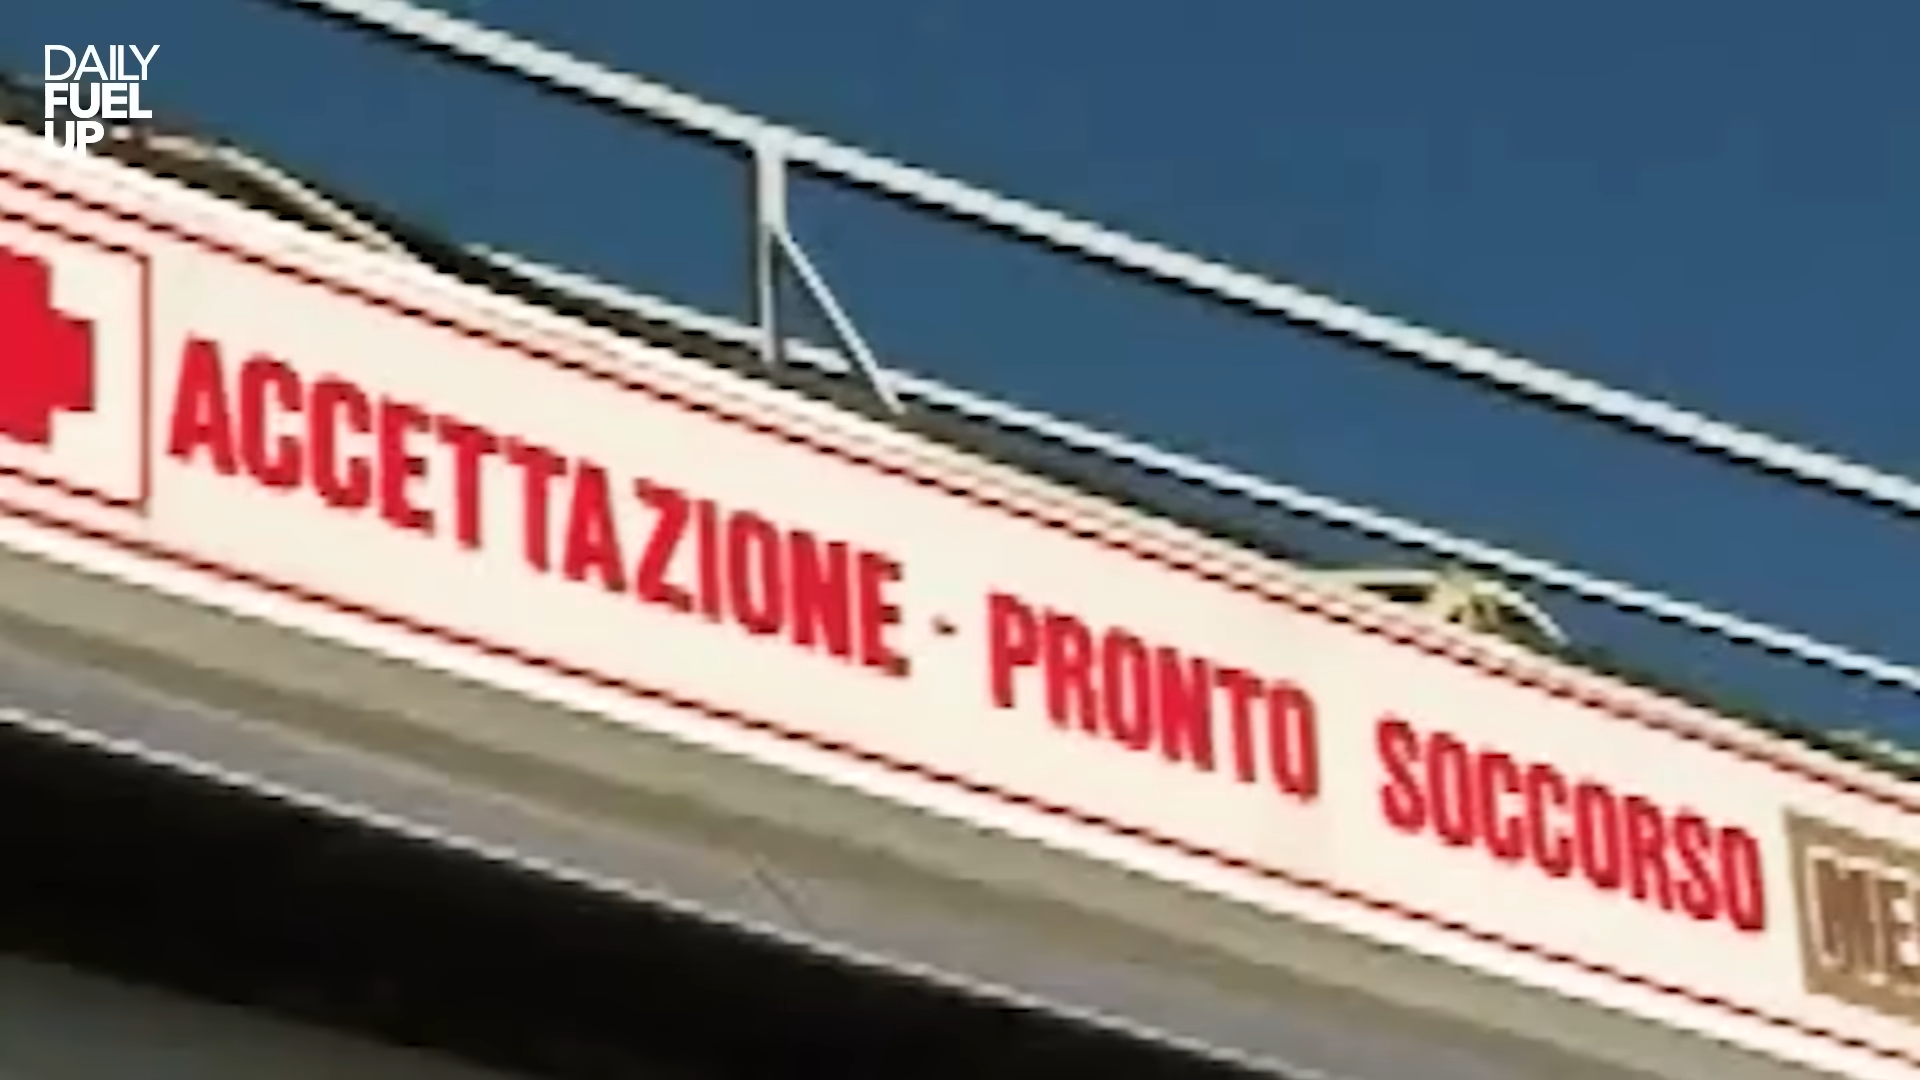 DAILY
FUEL
UP
ACCETTAZIONE - PRONTO SOCCORSO